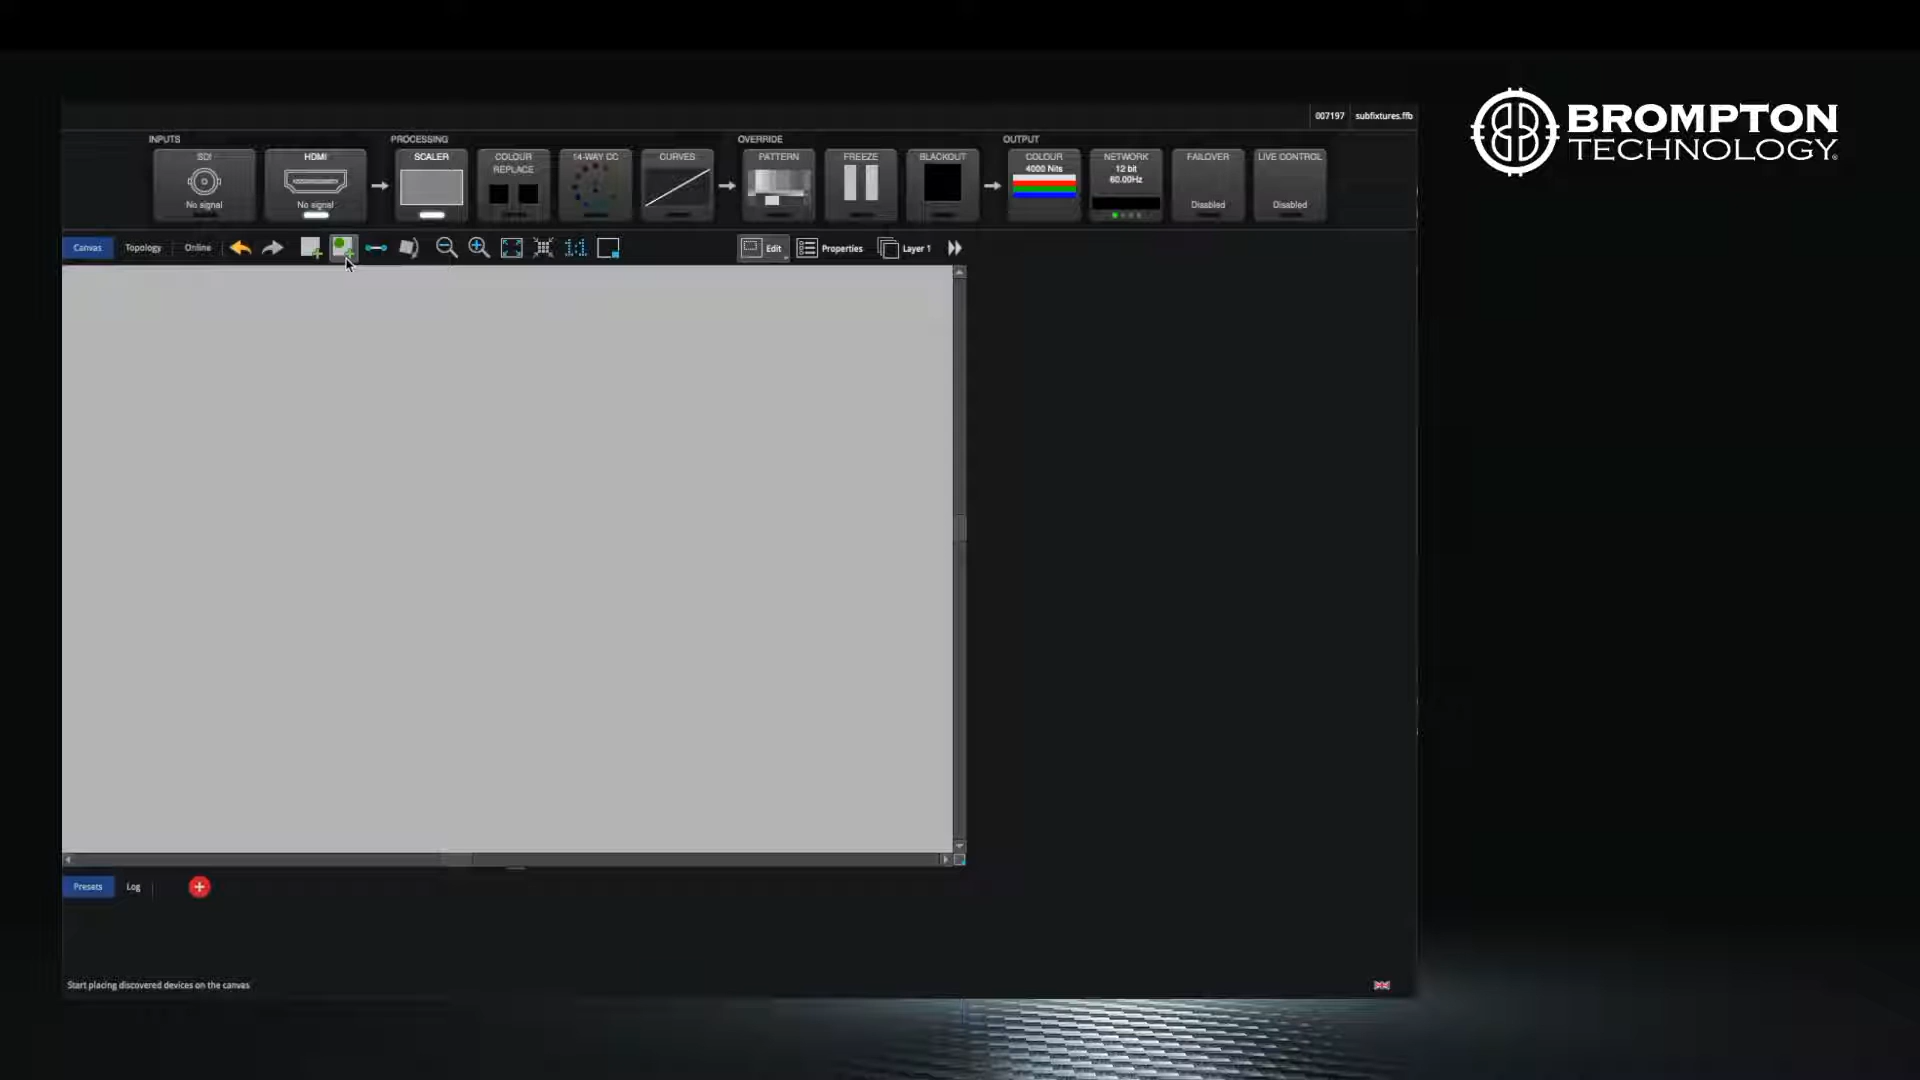 BROMPTON
TECHNOLOGY
007197 subfixtures.ffb
INPUTS PROCESSING OVERRIDE OUTPUT
SDI
No signal
HDMI
No signal
SCALER
COLOUR
REPLACE
14-WAY CC
CURVES
PATTERN
FREEZE
BLACKOUT
COLOUR
4000 Nits
NETWORK
12 bit
60.00Hz
FAILOVER
Disabled
LIVE CONTROL
Disabled
Canvas Topology Online 1:1 Edit Properties Layer 1
Presets Log
Start placing discovered devices on the canvas